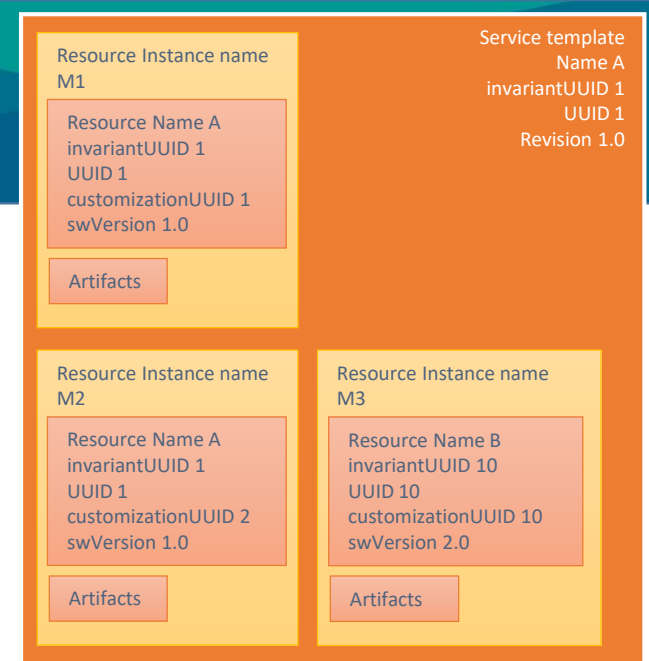 Service template
Name A
invariantUUID 1
UUID 1
Revision 1.0
Resource Instance name
M1
Resource Name A
invariantUUID 1
UUID 1
customizationUUID 1
swVersion 1.0
Artifacts
Resource Instance name
M2
Resource Name A
invariantUUID 1
UUID 1
customizationUUID 2
swVersion 1.0
Artifacts
Resource Instance name
M3
Resource Name B
invariantUUID 10
UUID 10
customizationUUID 10
swVersion 2.0
Artifacts